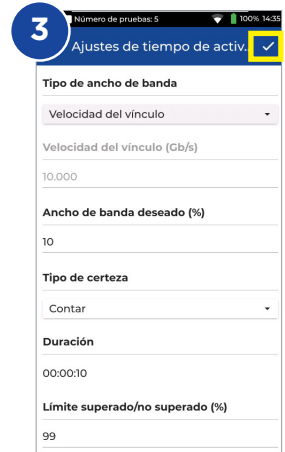 3
Número de pruebas: 5 100% 14:35
Ajustes de tiempo de activ..
Tipo de ancho de banda
Velocidad del vínculo
Velocidad del vínculo (Gb/s)
10.000
Ancho de banda deseado (%)
10
Tipo de certeza
Contar
Duración
00:00:10
Límite superado/no superado (%)
99